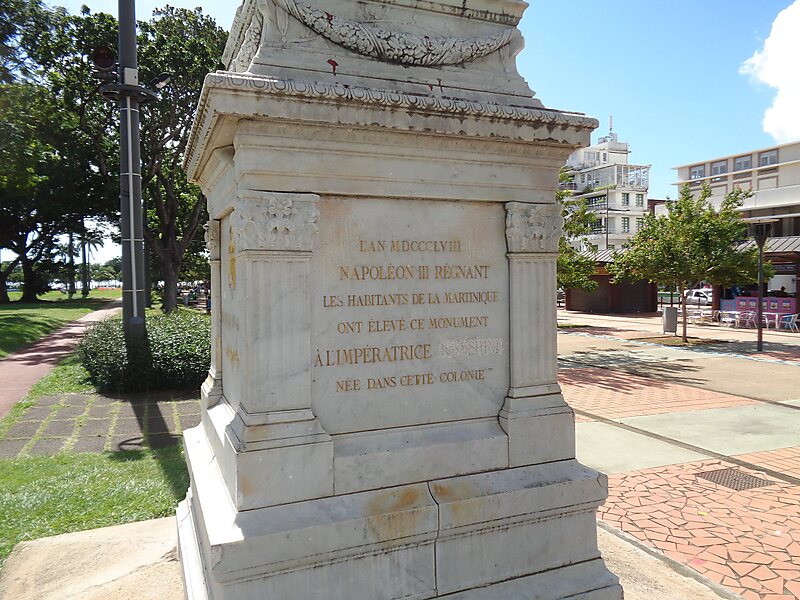 L'AN MDCCCLVIII
NAPOLÉON III RÉGNANT
LES HABITANTS DE LA MARTINIQUE
ONT ÉLEVÉ CE MONUMENT
À L'IMPÉRATRICE
NÉE DANS CETTE COLONIE